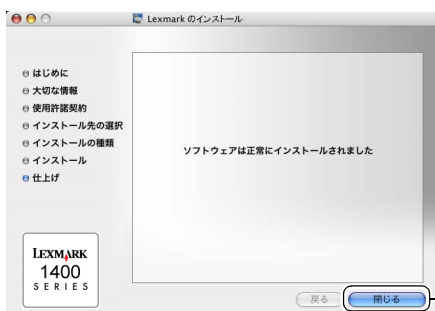 Lexmark のインストール
はじめに
大切な情報
使用許諾契約
インストール先の選択
インストールの種類
インストール
仕上げ
ソフトウェアは正常にインストールされました
LEXMARK
1400
SERIES
戻る
閉じる